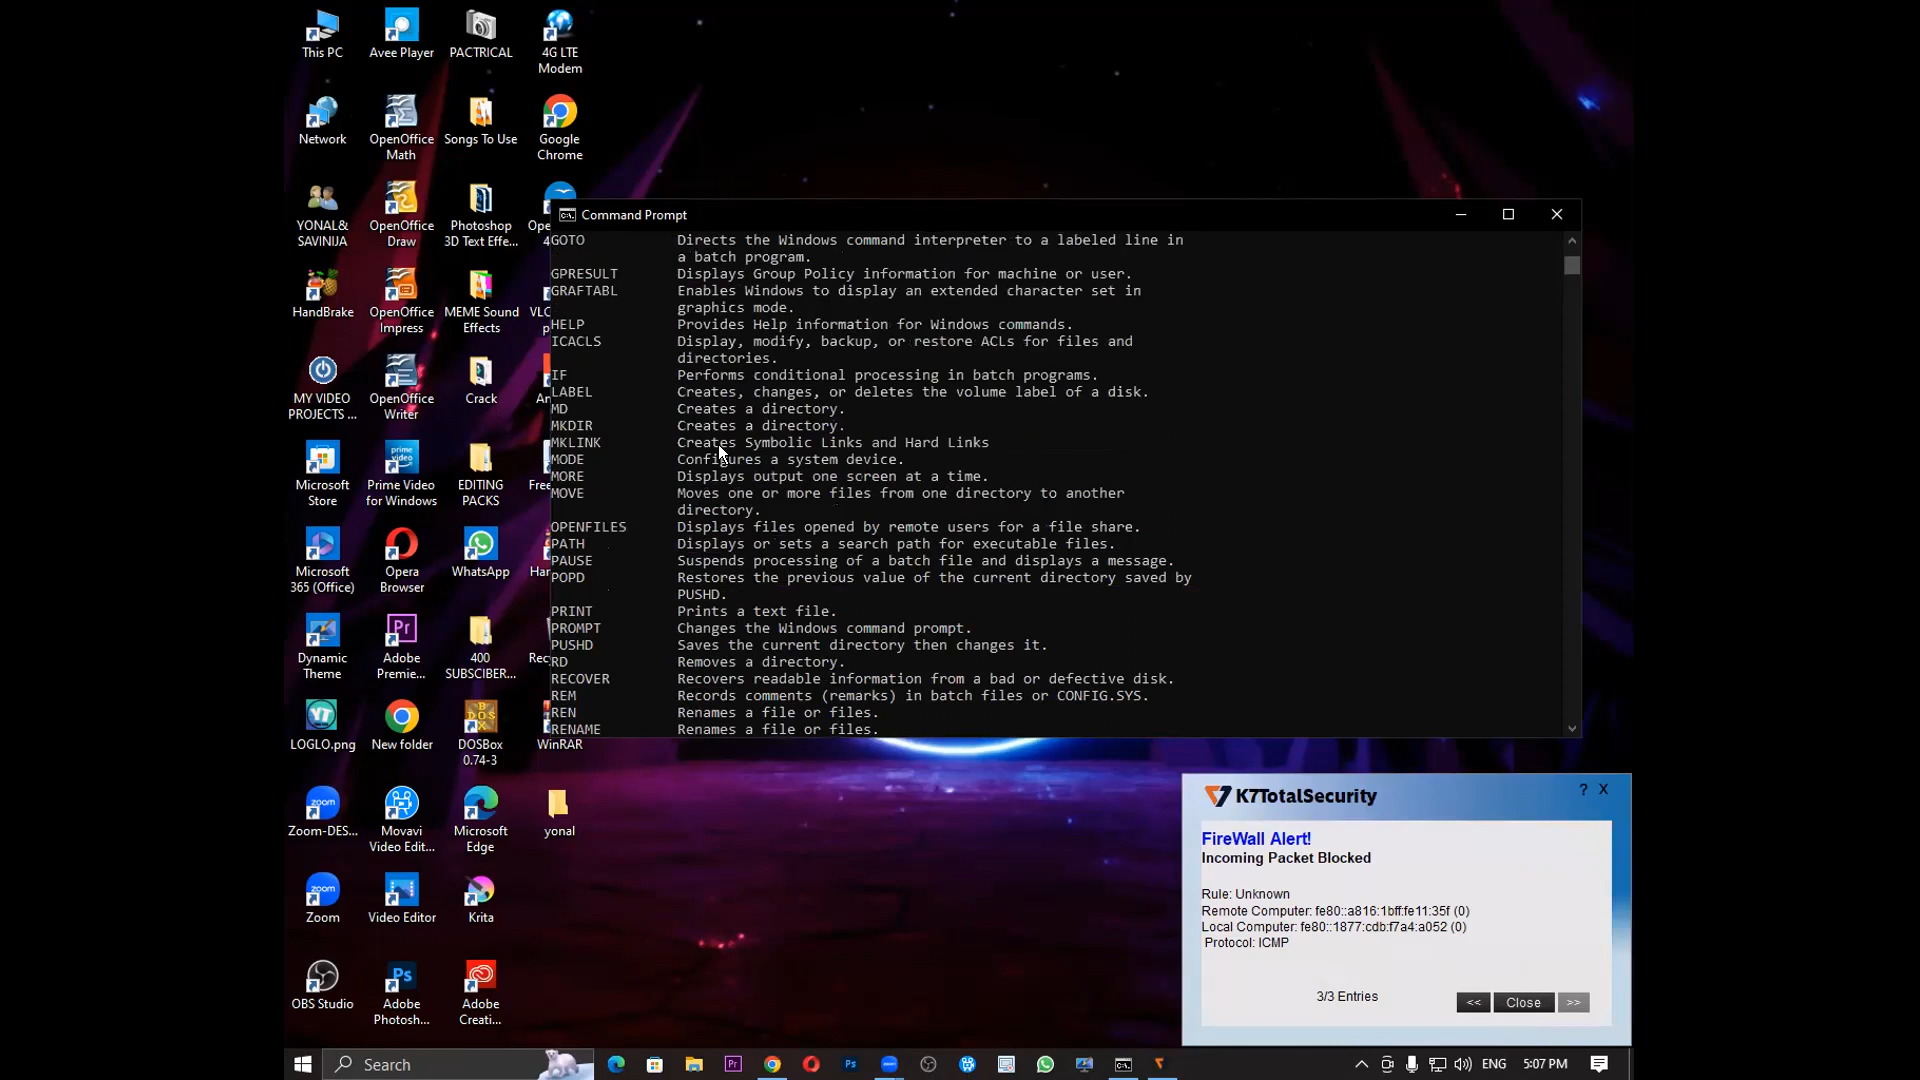 This PC
Avee Player
PACTRICAL
4G LTE
Modem
Network
OpenOffice
Math
Songs To Use
Google
Chrome
YONAL&
SAVINIJA
OpenOffice
Draw
Photoshop
3D Text Effe...
HandBrake
OpenOffice
Impress
MEME Sound
Effects
MY VIDEO
PROJECTS ...
OpenOffice
Writer
Crack
Microsoft
Store
Prime Video
for Windows
EDITING
PACKS
Microsoft
365 (Office)
Opera
Browser
WhatsApp
Dynamic
Theme
Adobe
Premie...
400
SUBSCIBER...
LOGLO.png
New folder
DOSBox
0.74-3
WinRAR
Zoom-DES...
Movavi
Video Edit...
Microsoft
Edge
yonal
Zoom
Video Editor
Krita
OBS Studio
Adobe
Photosh...
Adobe
Creati...
Command Prompt
GOTO Directs the Windows command interpreter to a labeled line in
a batch program.
GPRESULT Displays Group Policy information for machine or user.
GRAFTABL Enables Windows to display an extended character set in
graphics mode.
HELP Provides Help information for Windows commands.
ICACLS Display, modify, backup, or restore ACLs for files and
directories.
IF Performs conditional processing in batch programs.
LABEL Creates, changes, or deletes the volume label of a disk.
MD Creates a directory.
MKDIR Creates a directory.
MKLINK Creates Symbolic Links and Hard Links
MODE Configures a system device.
MORE Displays output one screen at a time.
MOVE Moves one or more files from one directory to another
directory.
OPENFILES Displays files opened by remote users for a file share.
PATH Displays or sets a search path for executable files.
PAUSE Suspends processing of a batch file and displays a message.
POPD Restores the previous value of the current directory saved by
PUSHD.
PRINT Prints a text file.
PROMPT Changes the Windows command prompt.
PUSHD Saves the current directory then changes it.
RD Removes a directory.
RECOVER Recovers readable information from a bad or defective disk.
REM Records comments (remarks) in batch files or CONFIG.SYS.
REN Renames a file or files.
RENAME Renames a file or files.
K7TotalSecurity
? X
FireWall Alert!
Incoming Packet Blocked
Rule: Unknown
Remote Computer: fe80::a816:1bff:fe11:35f (0)
Local Computer: fe80::1877:cdb:f7a4:a052 (0)
Protocol: ICMP
3/3 Entries
<< Close >>
Search
ENG
5:07 PM